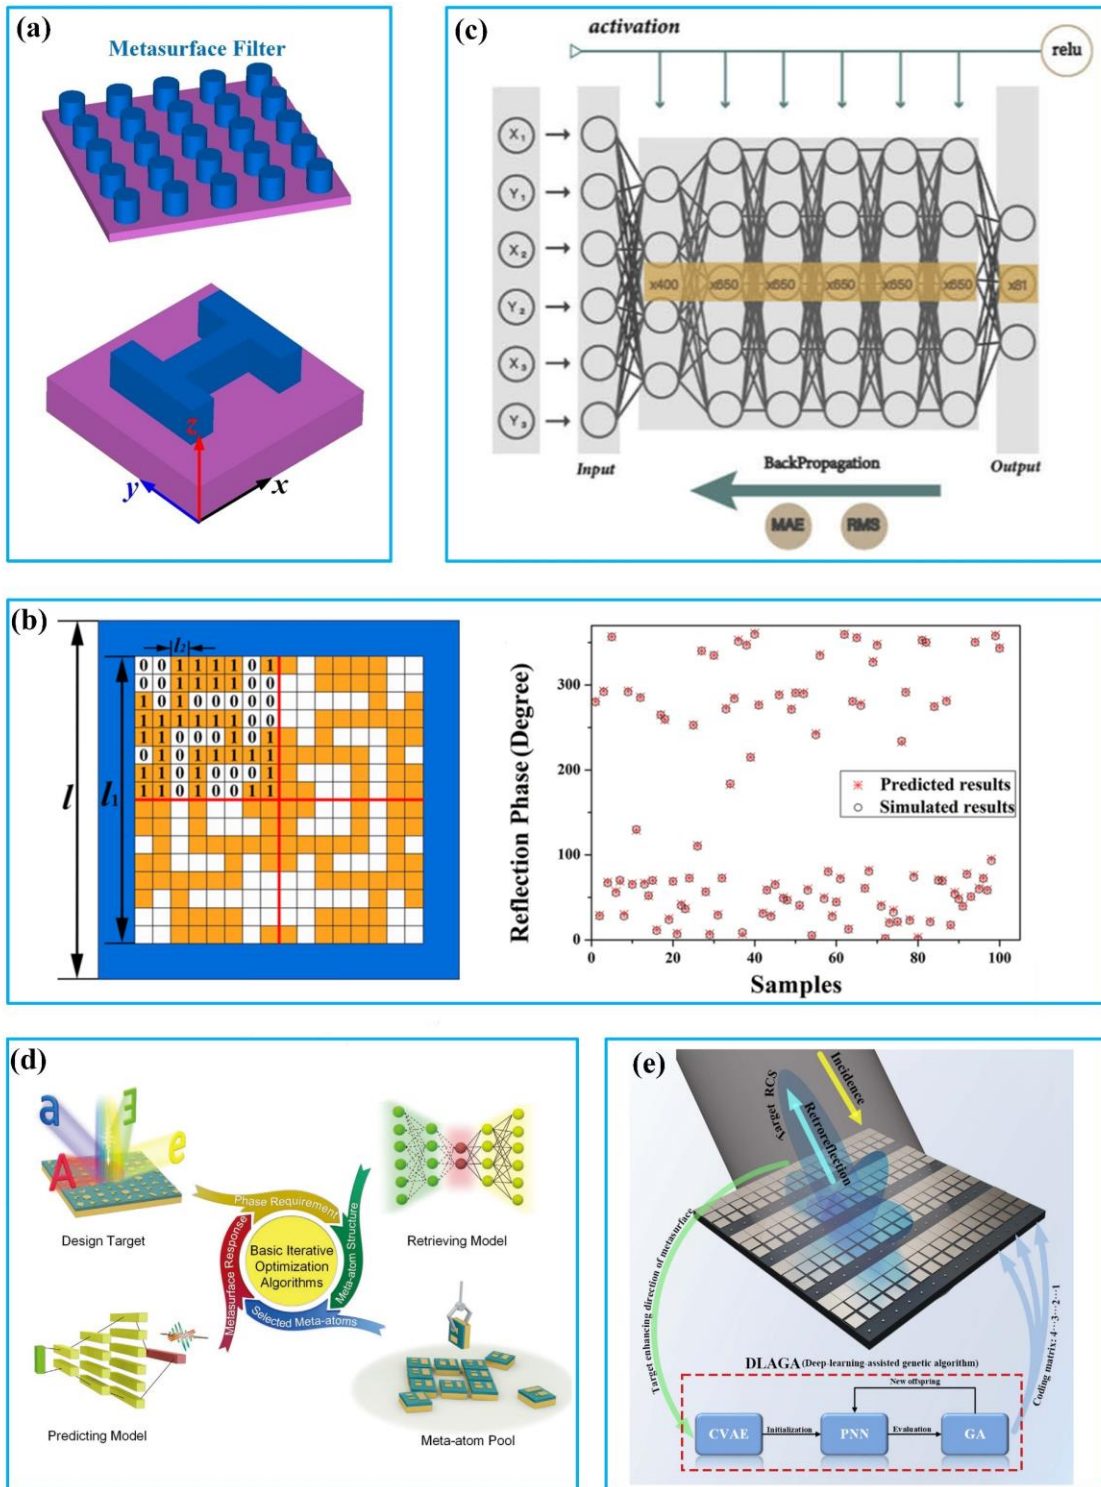 (a)
Metasurface Filter
z
y
x
(c)
activation
relu
X1
Y1
X2
Y2
X3
Y3
x400
x650
x650
x650
x650
x650
x81
Input
BackPropagation
Output
MAE
RMS
(b)
l2
l
l1
0 0 1 1 1 1 0 1
0 0 1 1 1 1 0 0
1 0 1 0 0 0 0 0
1 1 1 1 1 1 0 0
1 1 0 0 0 1 0 1
0 1 0 1 1 1 1 1
1 1 0 1 0 0 0 1
1 1 0 1 0 0 1 1
Reflection Phase (Degree)
300
200
100
0
0 20 40 60 80 100
Samples
Predicted results
Simulated results
(d)
a
A
E
e
Design Target
Phase Requirement
Meta-atom Structure
Selected Meta-atoms
Metasurface Response
Basic Iterative
Optimization
Algorithms
Retrieving Model
Predicting Model
Meta-atom Pool
(e)
Target RCS
Retroreflection
Incidence
Target enhancing direction of metasurface
Coding matrix: 4···3···2···1
DLAGA (Deep-learning-assisted genetic algorithm)
New offspring
CVAE
Initialization
PNN
Evaluation
GA